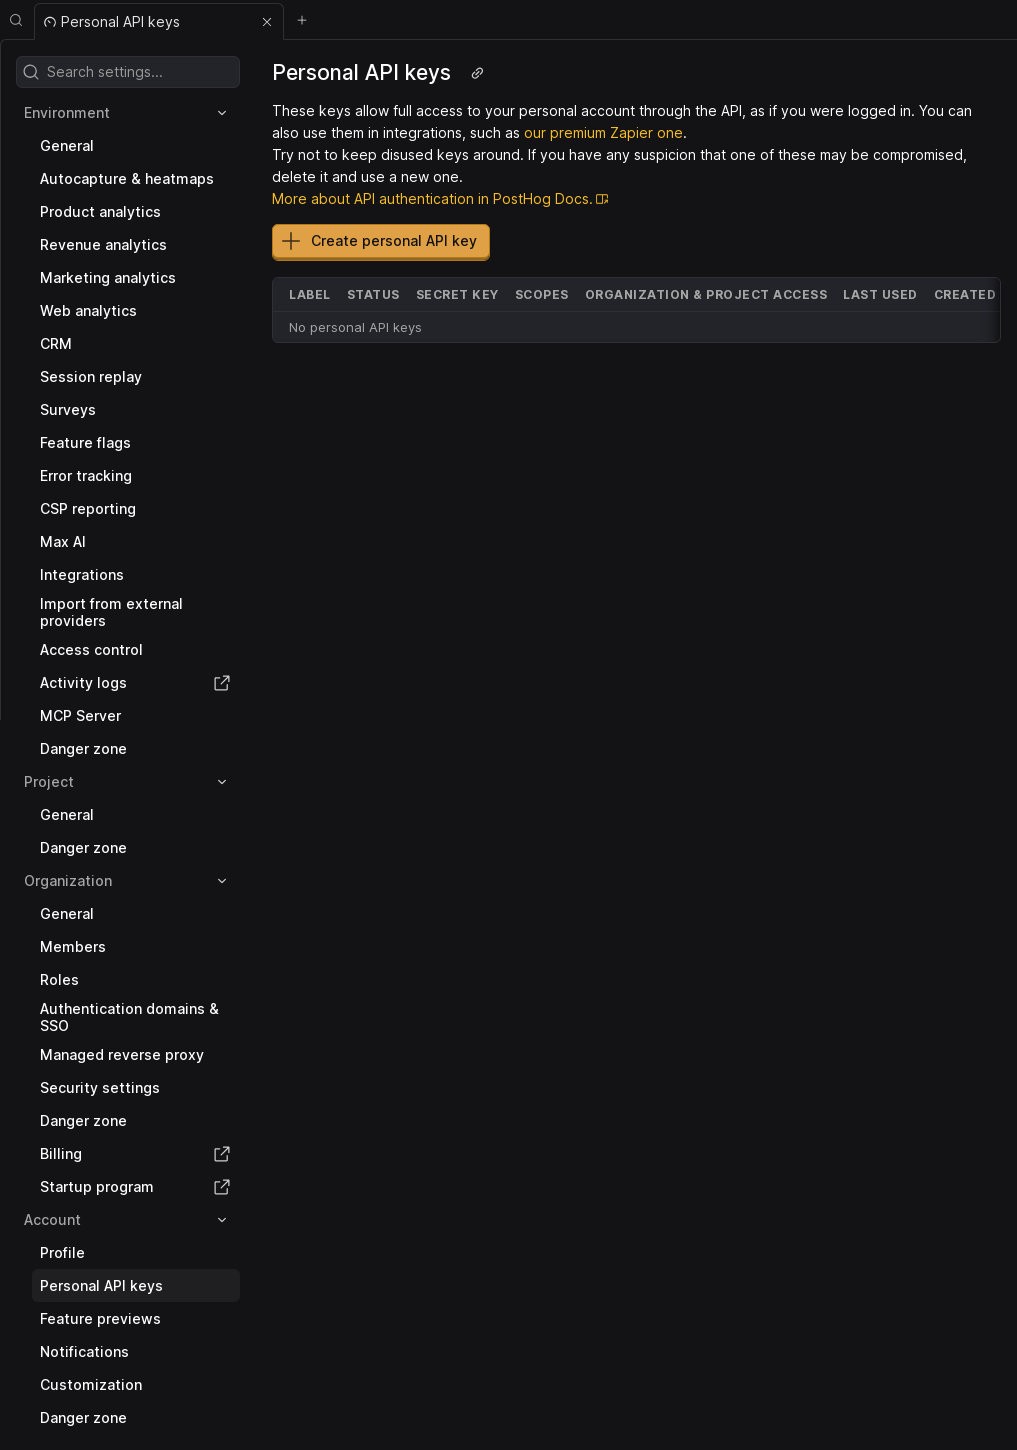 Personal API keys
Search settings...
Environment
General
Autocapture & heatmaps
Product analytics
Revenue analytics
Marketing analytics
Web analytics
CRM
Session replay
Surveys
Feature flags
Error tracking
CSP reporting
Max AI
Integrations
Import from external
providers
Access control
Activity logs
MCP Server
Danger zone
Project
General
Danger zone
Organization
General
Members
Roles
Authentication domains &
SSO
Managed reverse proxy
Security settings
Danger zone
Billing
Startup program
Account
Profile
Personal API keys
Feature previews
Notifications
Customization
Danger zone
Personal API keys
These keys allow full access to your personal account through the API, as if you were logged in. You can
also use them in integrations, such as our premium Zapier one.
Try not to keep disused keys around. If you have any suspicion that one of these may be compromised,
delete it and use a new one.
More about API authentication in PostHog Docs.
Create personal API key
LABEL STATUS SECRET KEY SCOPES ORGANIZATION & PROJECT ACCESS LAST USED CREATED
No personal API keys